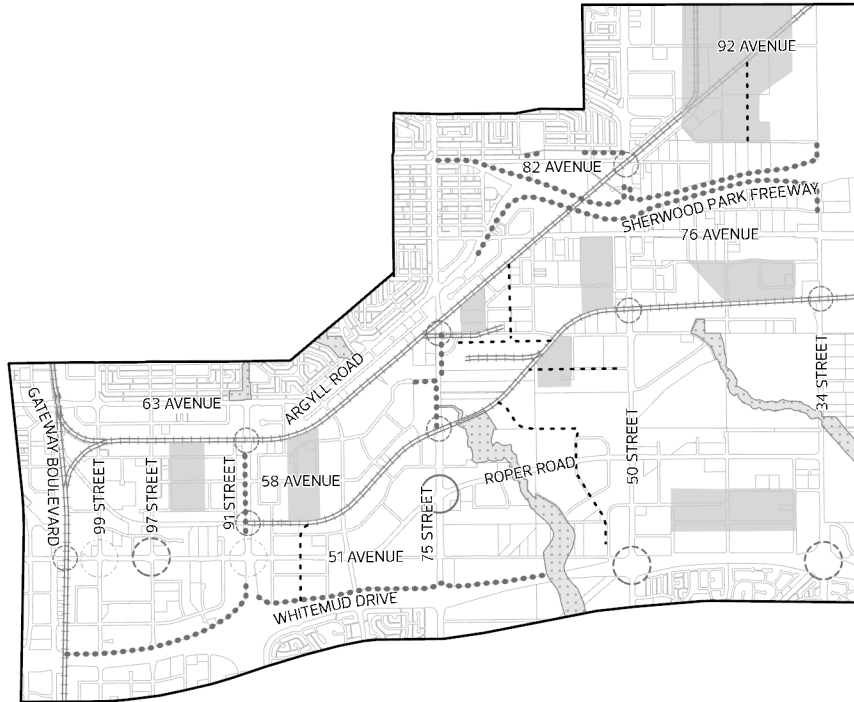 92 AVENUE
82 AVENUE
SHERWOOD PARK FREEWAY
76 AVENUE
ARGYLL ROAD
34 STREET
GATEWAY BOULEVARD
63 AVENUE
99 STREET
97 STREET
91 STREET
58 AVENUE
75 STREET
ROPER ROAD
50 STREET
51 AVENUE
WHITEMUD DRIVE